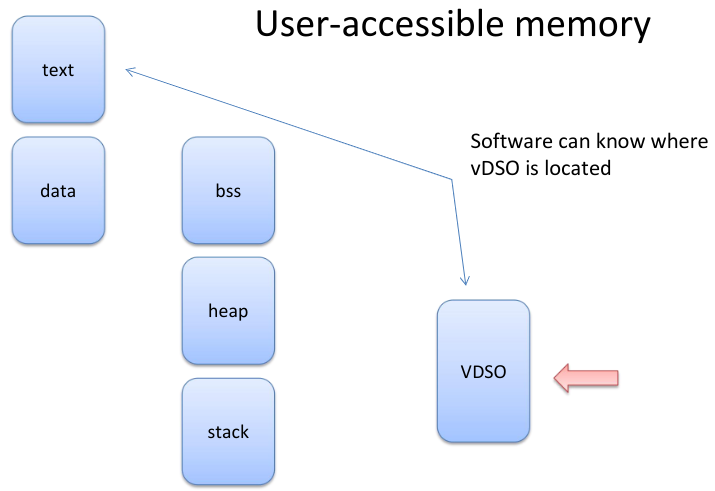 User-accessible memory
text
Software can know where
vDSO is located
data
bss
heap
VDSO
stack